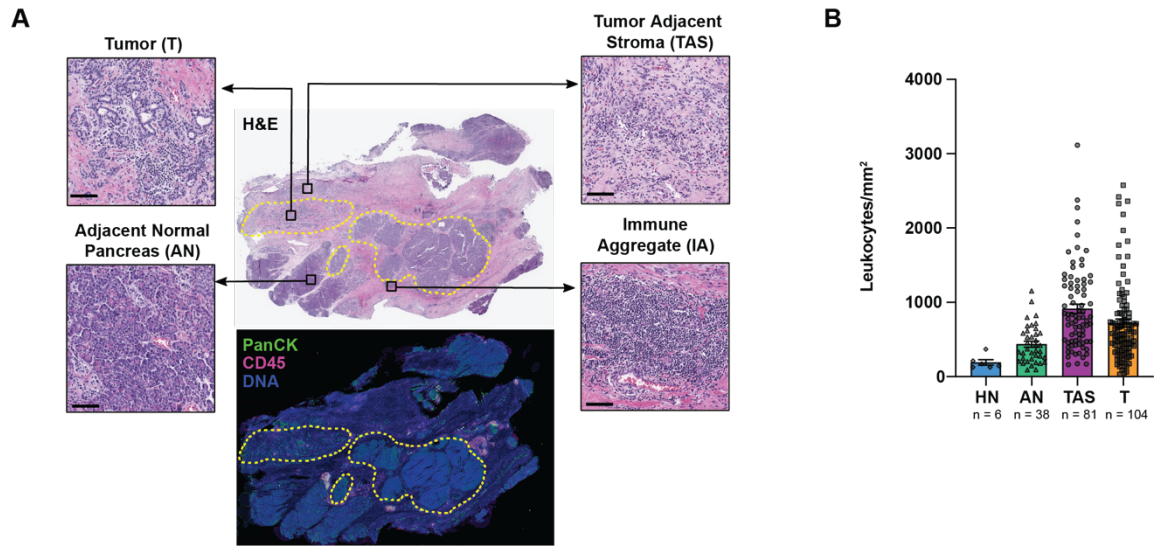 A
Tumor (T)
Tumor Adjacent
Stroma (TAS)
H&E
Adjacent Normal
Pancreas (AN)
Immune
Aggregate (IA)
PanCK
CD45
DNA
B
Leukocytes/mm²
4000
3000
2000
1000
0
HN
AN
TAS
T
n = 6
n = 38
n = 81
n = 104